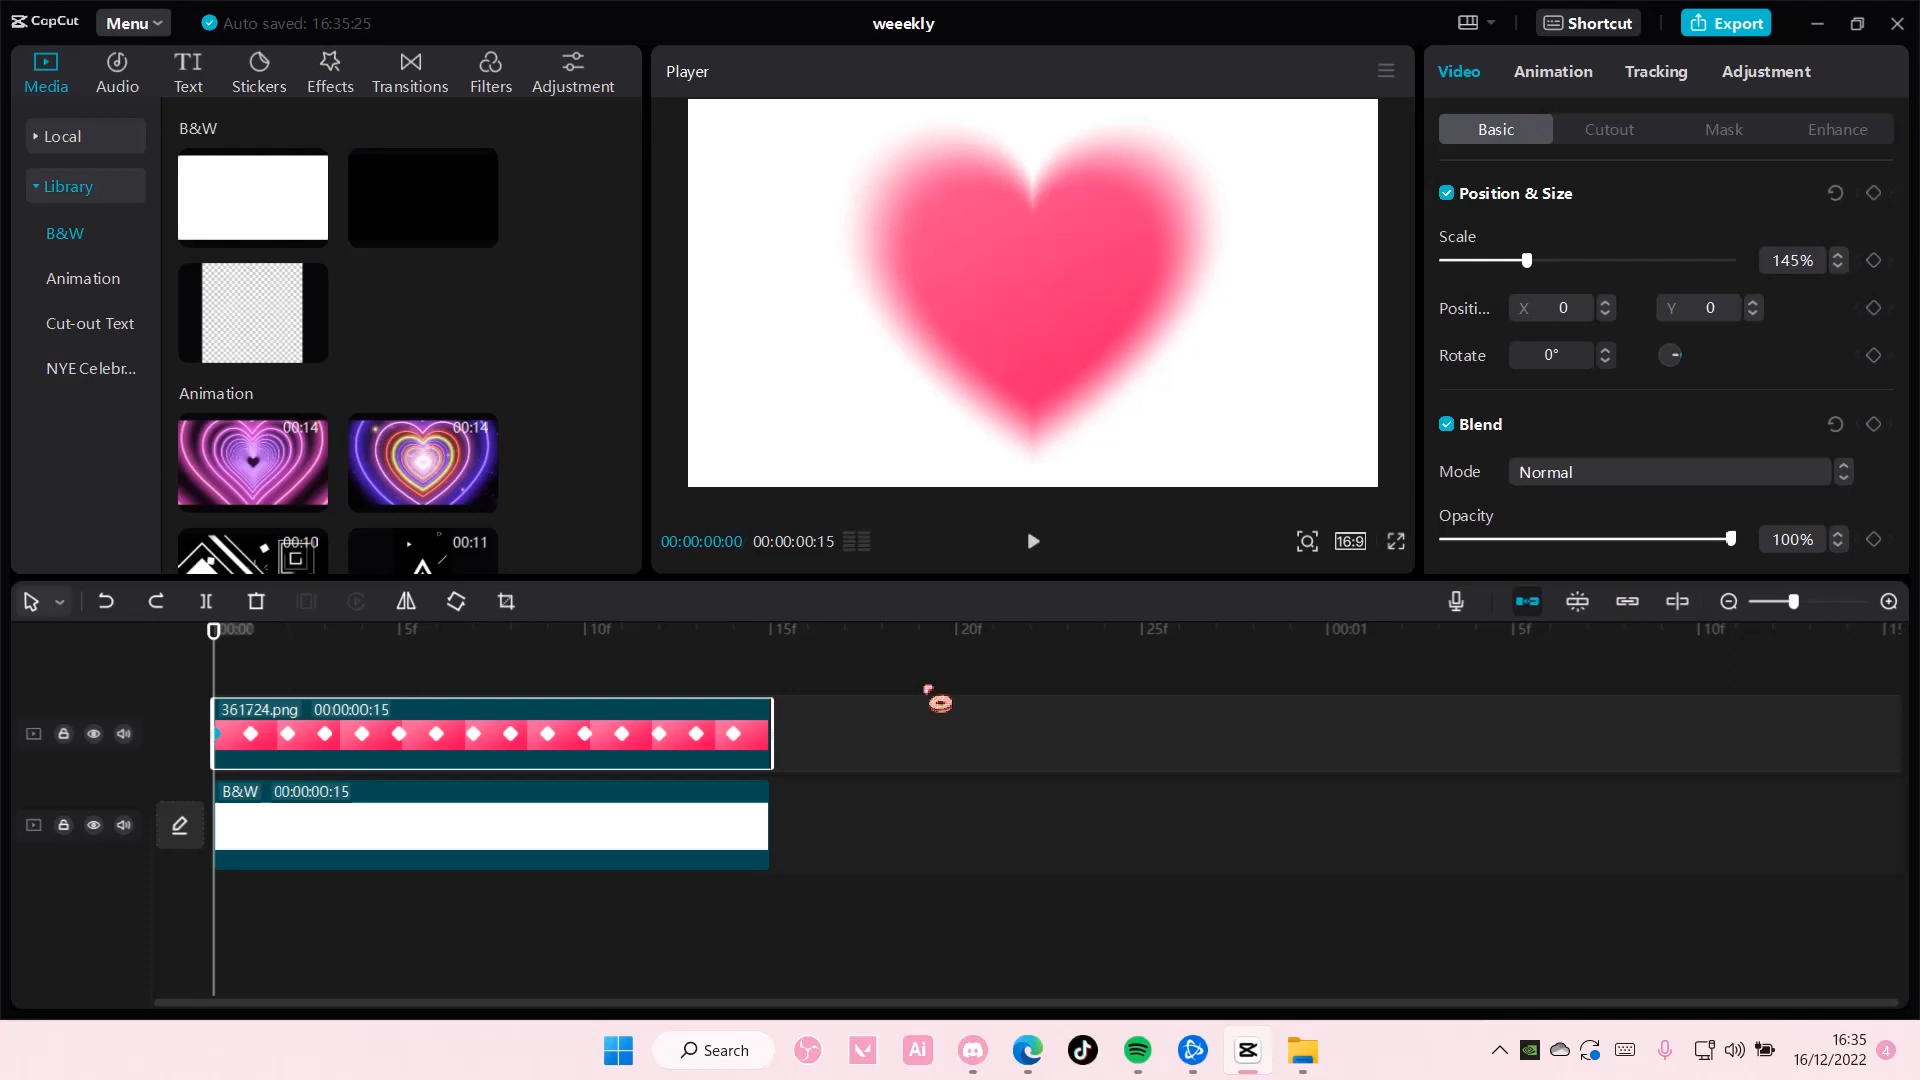 CapCut
Menu
Auto saved: 16:35:25
weeekly
Shortcut
Export
Media
Audio
Text
Stickers
Effects
Transitions
Filters
Adjustment
Player
Video
Animation
Tracking
Adjustment
Local
Library
B&W
Animation
Cut-out Text
NYE Celebr...
B&W
Animation
00:14
00:14
00:10
00:11
00:00:00:00
00:00:00:15
16:9
Basic
Cutout
Mask
Enhance
Position & Size
Scale
145%
Positi...
X 0
Y 0
Rotate
0°
Blend
Mode
Normal
Opacity
100%
00:00
5f
10f
15f
20f
25f
00:01
5f
10f
361724.png 00:00:00:15
B&W 00:00:00:15
Search
Ai
16:35
16/12/2022
4